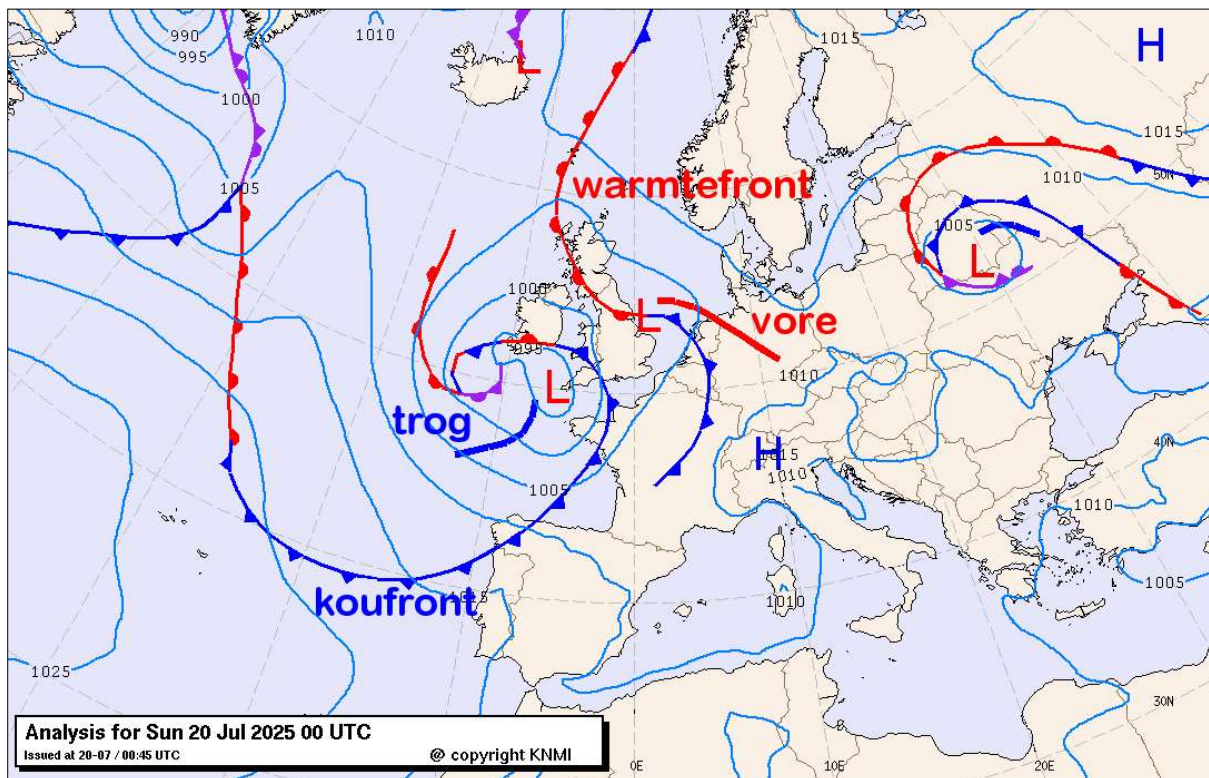 990
995
1000
1005
1010
L
1015
H
1015
50N
1010
warmtefront
1005
L
1000
995
L
vore
L
1010
trog
H
1015
1010
40N
1005
1010
koufront
1015
1010
1005
1025
30N
Analysis for Sun 20 Jul 2025 00 UTC
Issued at 20-07 / 00:45 UTC
@ copyright KNMI
0E
10E
20E